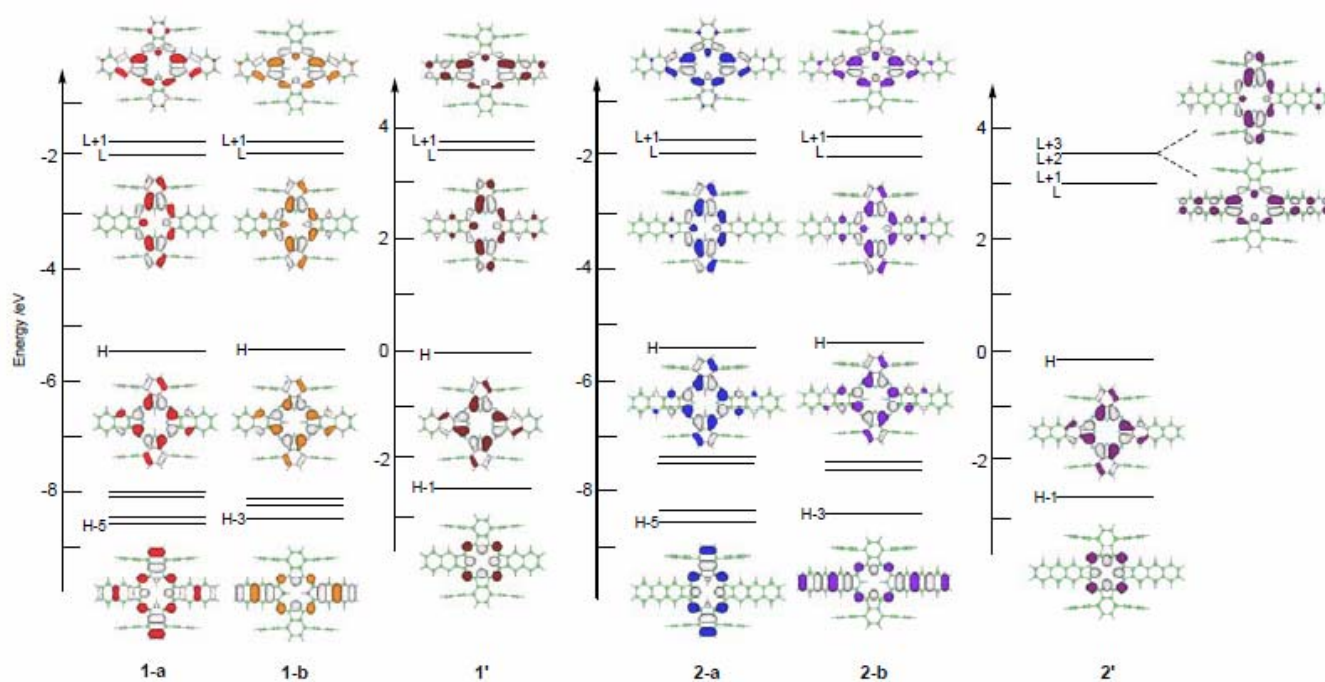 4 4
L+1 L+1 L+1 L+1 L+1 L+3
-2 L L L -2 L L L+2
L+1
L
2 2
-4 -4
Energy /eV
H H 0 H H H 0 H
-6 -6
-2 -2
-8 H-1 -8 H-1
H-5 H-3 H-5 H-3
1-a 1-b 1' 2-a 2-b 2'